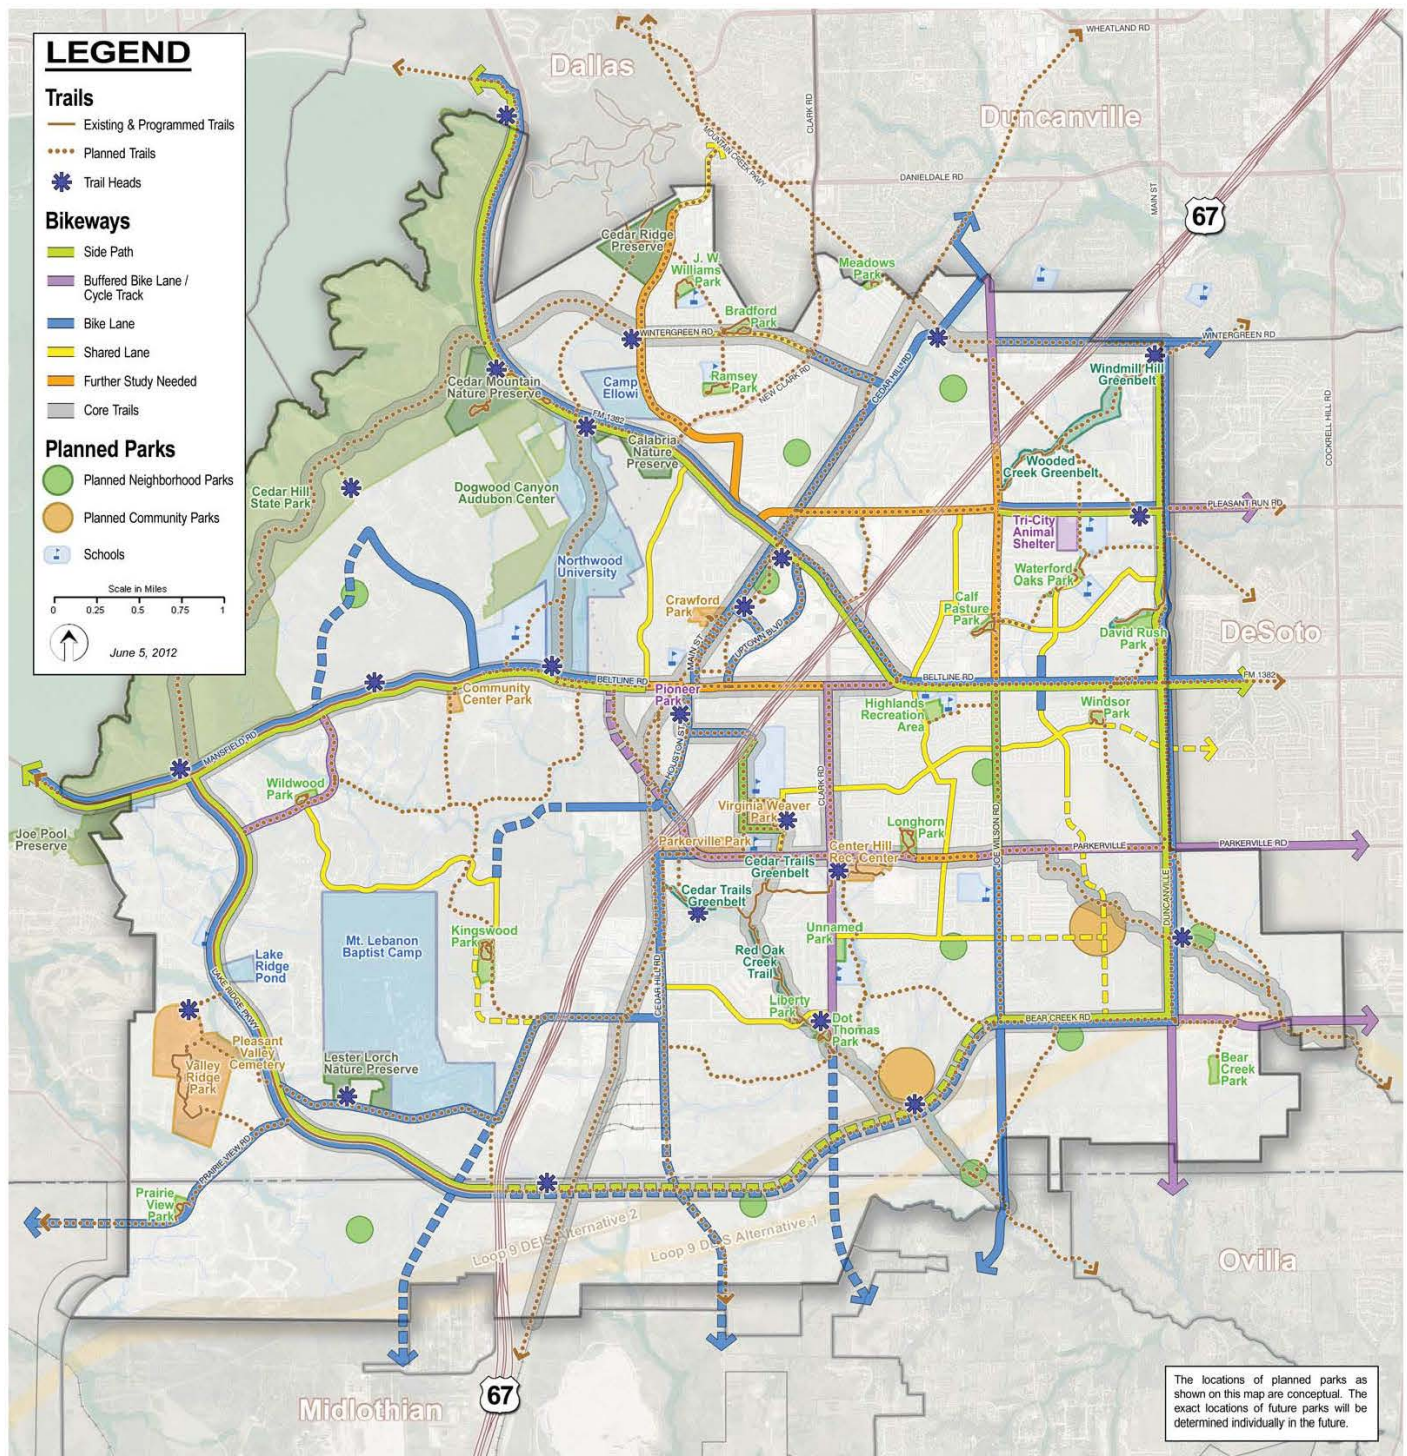 LEGEND
Trails
Existing & Programmed Trails
Planned Trails
Trail Heads
Bikeways
Side Path
Buffered Bike Lane /
Cycle Track
Bike Lane
Shared Lane
Further Study Needed
Core Trails
Planned Parks
Planned Neighborhood Parks
Planned Community Parks
Schools
Scale in Miles
0 0.25 0.5 0.75 1
June 5, 2012
Dallas
Duncanville
WHEATLAND RD
CLARK RD
MOUNTAIN CREEK PKWY
DANIELDALE RD
MAIN ST
67
Cedar Ridge
Preserve
J. W
Williams
Park
Meadows
Park
Bradford
Park
WINTERGREEN RD
WINTERGREEN RD
CEDAR HILL RD
Windmill Hill
Greenbelt
Cedar Mountain
Nature Preserve
Camp
Ellowi
Ramsey
Park
NEW CLARK RD
FM 1382
COCKRELL HILL RD
Calabria
Nature
Preserve
Wooded
Creek Greenbelt
Cedar Hill
State Park
Dogwood Canyon
Audubon Center
PLEASANT RUN RD
Tri-City
Animal
Shelter
Northwood
University
Waterford
Oaks Park
Crawford
Park
Calf
Pasture
Park
MAIN ST
UPTOWN BLVD
David Rush
Park
DeSoto
BELTLINE RD
BELTLINE RD
FM 1382
Community
Center Park
Pioneer
Park
Highlands
Recreation
Area
Windsor
Park
MANSFIELD RD
HOUSTON ST
CLARK RD
Wildwood
Park
Virginia Weaver
Park
JOE WILSON RD
Longhorn
Park
Joe Pool
Preserve
Parkerville Park
Center Hill
Rec. Center
PARKERVILLE
PARKERVILLE RD
Cedar Trails
Greenbelt
Cedar Trails
Greenbelt
DUNCANVILLE
Kingswood
Park
Unnamed
Park
Mt. Lebanon
Baptist Camp
Lake
Ridge
Pond
Red Oak
Creek
Trail
CEDAR HILL RD
LAKE RIDGE PKWY
Liberty
Park
Dot
Thomas
Park
BEAR CREEK RD
Pleasant
Valley
Cemetery
Valley
Ridge
Park
Lester Lorch
Nature Preserve
Bear
Creek
Park
PRAIRIE VIEW RD
Prairie
View
Park
Loop 9 DEIS Alternative 2
Loop 9 DEIS Alternative 1
Ovilla
67
Midlothian
The locations of planned parks as
shown on this map are conceptual. The
exact locations of future parks will be
determined individually in the future.